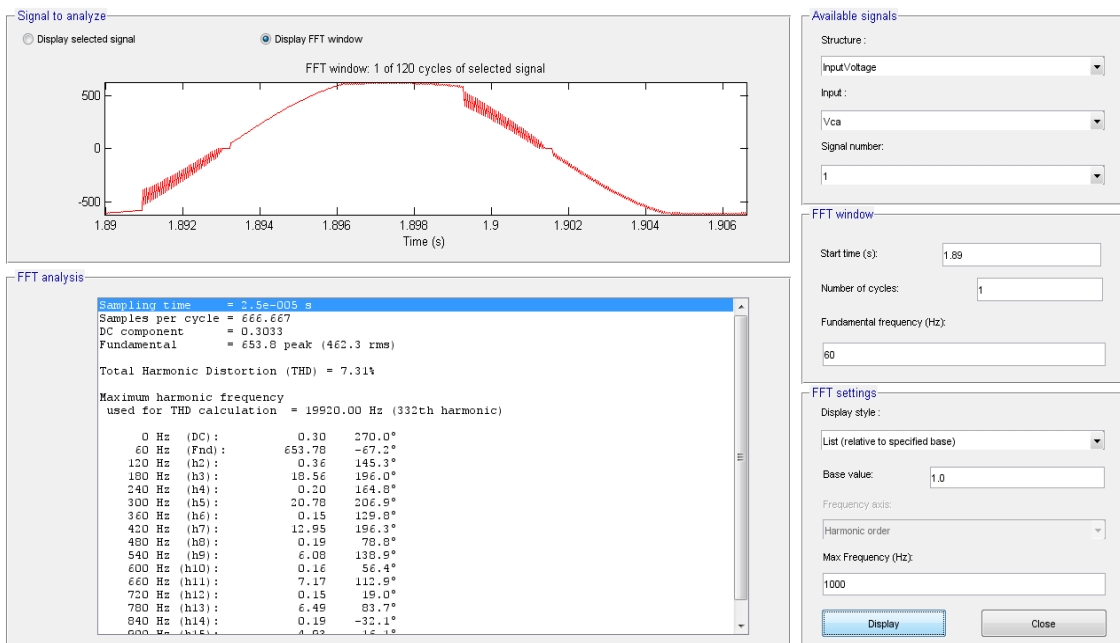 Signal to analyze
Display selected signal
Display FFT window
FFT window: 1 of 120 cycles of selected signal
500
0
-500
1.89 1.892 1.894 1.896 1.898 1.9 1.902 1.904 1.906
Time (s)
FFT analysis
Sampling time = 2.5e-005 s
Samples per cycle = 666.667
DC component = 0.3033
Fundamental = 653.8 peak (462.3 rms)
Total Harmonic Distortion (THD) = 7.31%
Maximum harmonic frequency
used for THD calculation = 19920.00 Hz (332th harmonic)
0 Hz (DC): 0.30 270.0°
60 Hz (Fnd): 653.78 -67.2°
120 Hz (h2): 0.36 145.3°
180 Hz (h3): 18.56 196.0°
240 Hz (h4): 0.20 164.8°
300 Hz (h5): 20.78 206.9°
360 Hz (h6): 0.15 129.8°
420 Hz (h7): 12.95 196.3°
480 Hz (h8): 0.19 78.8°
540 Hz (h9): 6.08 138.9°
600 Hz (h10): 0.16 56.4°
660 Hz (h11): 7.17 112.9°
720 Hz (h12): 0.15 19.0°
780 Hz (h13): 6.49 83.7°
840 Hz (h14): 0.19 -32.1°
Available signals
Structure :
InputVoltage
Input :
Vca
Signal number:
1
FFT window
Start time (s):
1.89
Number of cycles:
1
Fundamental frequency (Hz):
60
FFT settings
Display style :
List (relative to specified base)
Base value:
1.0
Frequency axis:
Harmonic order
Max Frequency (Hz):
1000
Display
Close